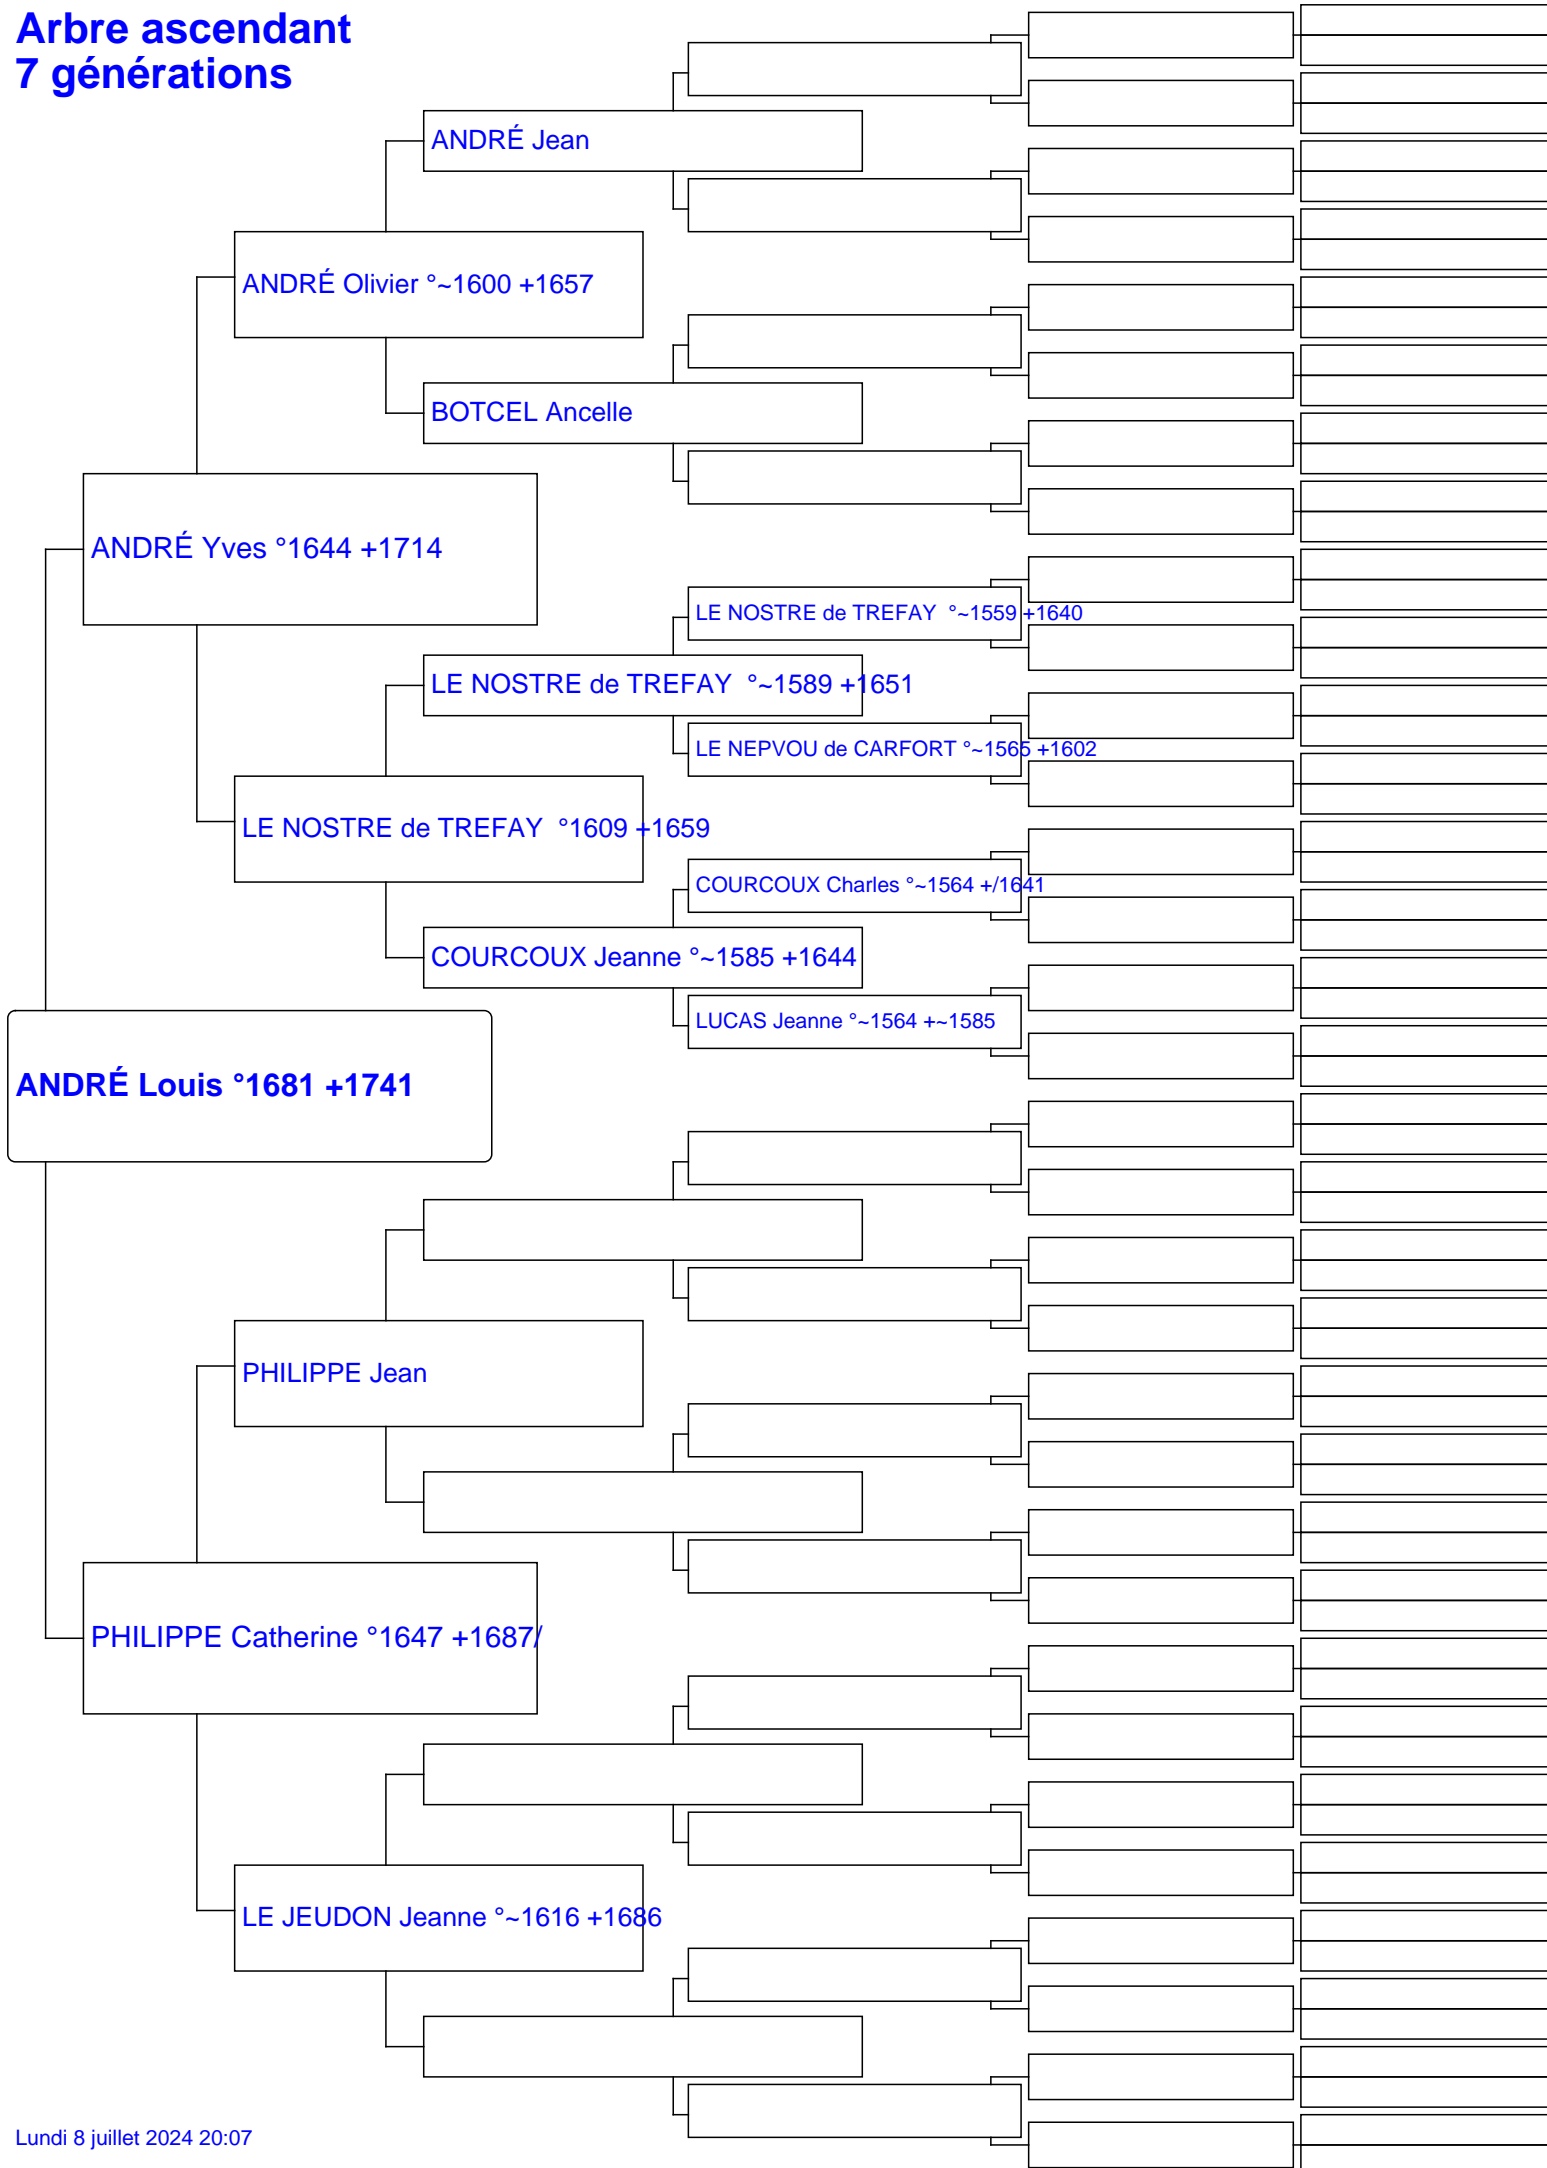 Arbre ascendant
7 générations
ANDRÉ Jean
ANDRÉ Olivier °~1600 +1657
BOTCEL Ancelle
ANDRÉ Yves °1644 +1714
LE NOSTRE de TREFAY  °~1559 +1640
LE NOSTRE de TREFAY  °~1589 +1651
LE NEPVOU de CARFORT °~1565 +1602
LE NOSTRE de TREFAY  °1609 +1659
COURCOUX Charles °~1564 +/1641
COURCOUX Jeanne °~1585 +1644
LUCAS Jeanne °~1564 +~1585
ANDRÉ Louis °1681 +1741
PHILIPPE Jean
PHILIPPE Catherine °1647 +1687/
LE JEUDON Jeanne °~1616 +1686
Lundi 8 juillet 2024 20:07